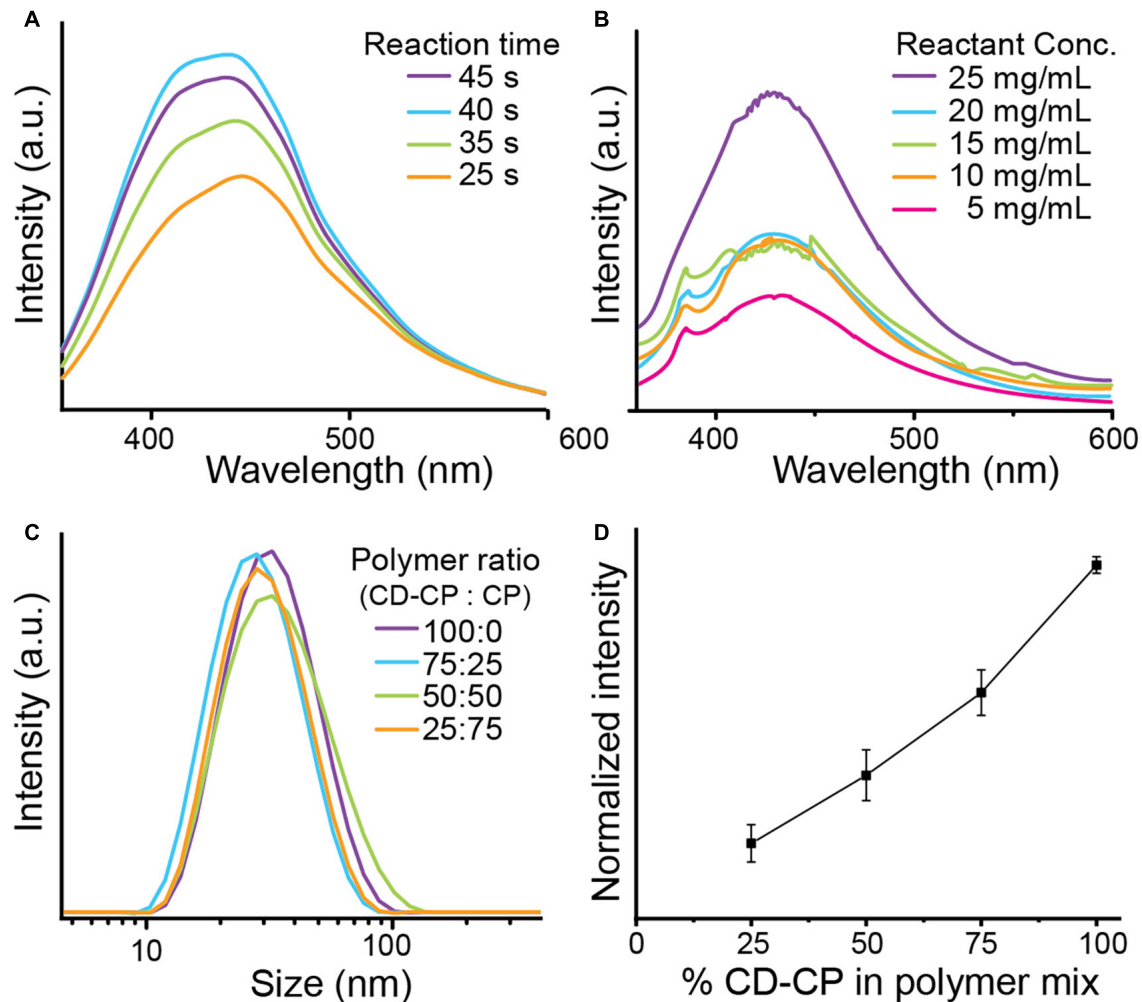 A
Reaction time
45 s
40 s
35 s
25 s
Intensity (a.u.)
400
500
600
Wavelength (nm)
B
Reactant Conc.
25 mg/mL
20 mg/mL
15 mg/mL
10 mg/mL
5 mg/mL
Intensity (a.u.)
400
500
600
Wavelength (nm)
C
Polymer ratio
(CD-CP : CP)
100:0
75:25
50:50
25:75
Intensity (a.u.)
10
100
Size (nm)
D
Normalized intensity
0
25
50
75
100
% CD-CP in polymer mix